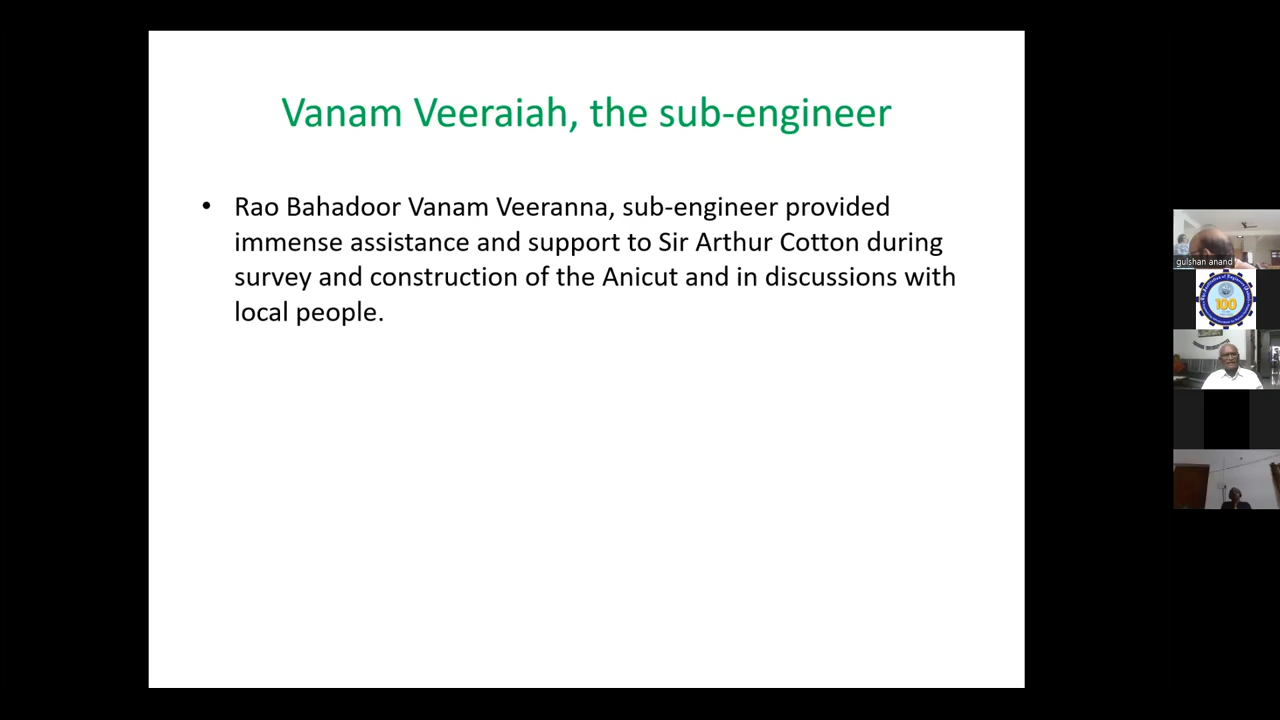 Vanam Veeraiah, the sub-engineer
• Rao Bahadoor Vanam Veeranna, sub-engineer provided
immense assistance and support to Sir Arthur Cotton during
survey and construction of the Anicut and in discussions with
local people.
gulshan anand
100